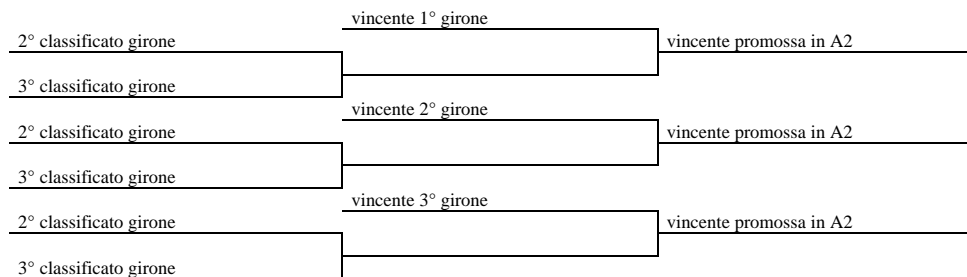 vincente 1° girone
2° classificato girone
vincente promossa in A2
3° classificato girone
vincente 2° girone
2° classificato girone
vincente promossa in A2
3° classificato girone
vincente 3° girone
2° classificato girone
vincente promossa in A2
3° classificato girone